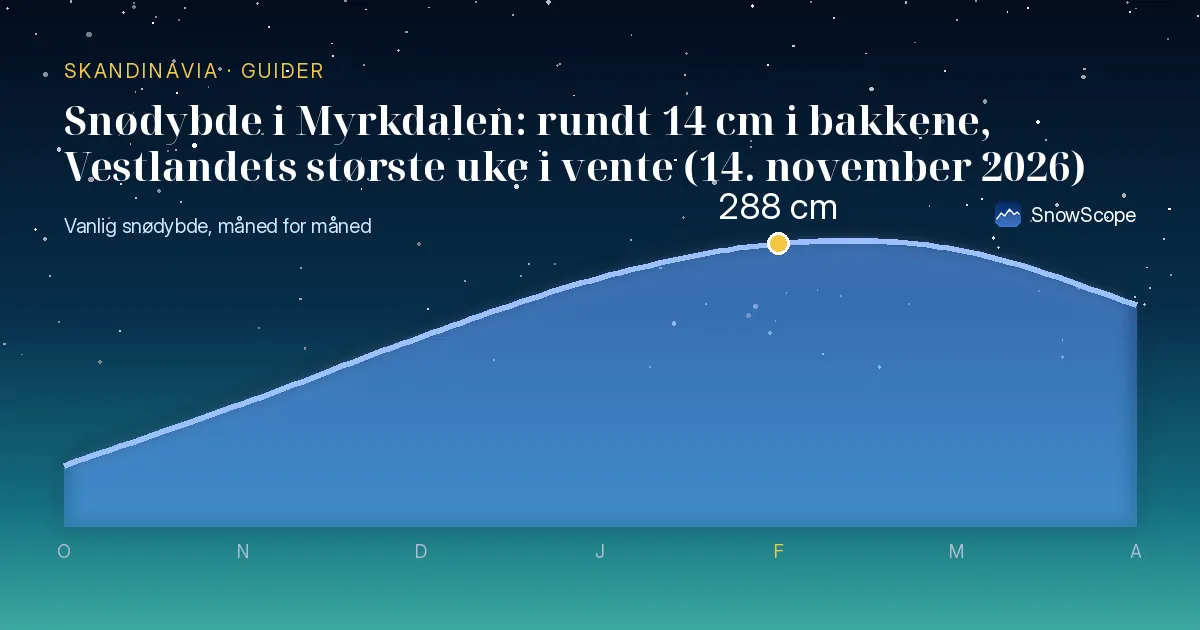 SKANDINAVIA · GUIDER
Snødybde i Myrkdalen: rundt 14 cm i bakkene,
Vestlandets største uke i vente (14. november 2026)
Vanlig snødybde, måned for måned
288 cm
SnowScope
O N D J F M A